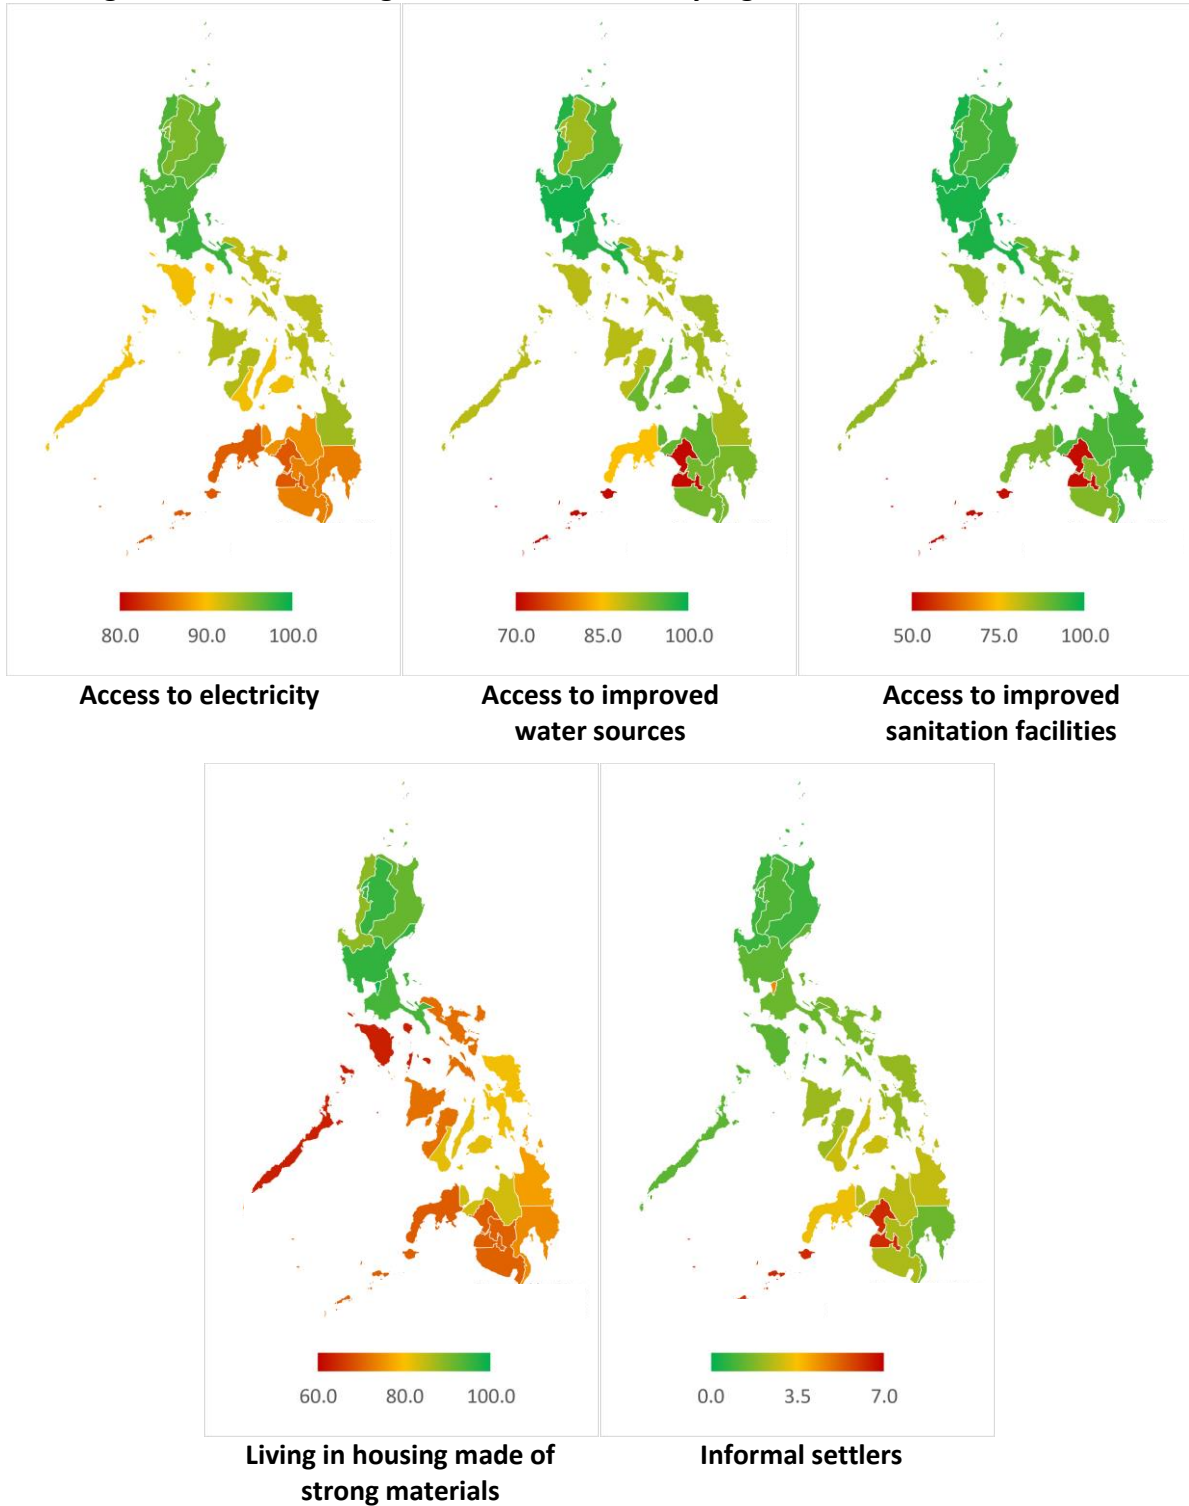 80.0 90.0 100.0
70.0 85.0 100.0
50.0 75.0 100.0
Access to electricity
Access to improved
water sources
Access to improved
sanitation facilities
60.0 80.0 100.0
0.0 3.5 7.0
Living in housing made of
strong materials
Informal settlers